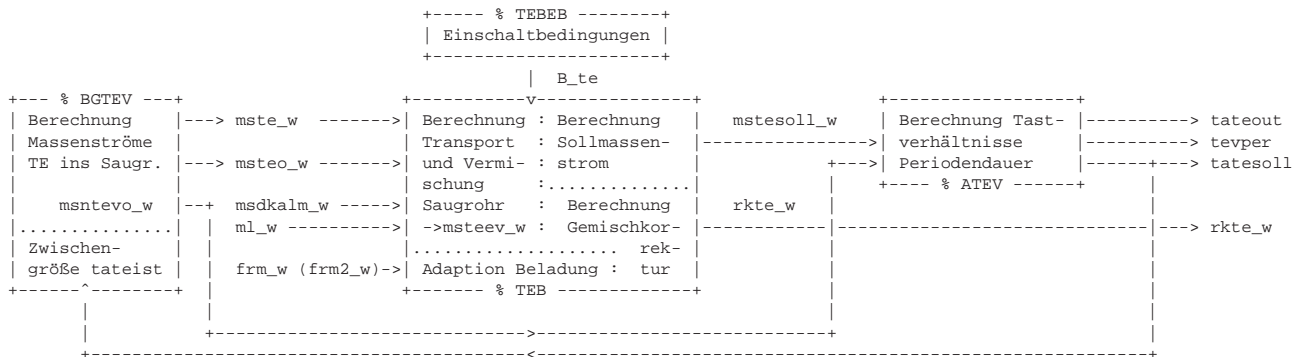 +----- % TEBEB --------+
| Einschaltbedingungen |
+----------------------+
| B_te
+--- % BGTEV ---+ +-----------v---------------+ +------------------+
| Berechnung |---> mste_w ------->| Berechnung : Berechnung | mstesoll_w | Berechnung Tast- |----------> tateout
| Massenströme | Transport : Sollmassen- ----------------->| verhältnisse |----------> tevper
| TE ins Saugr. |---> msteo_w ------>| und Vermi- : strom | +--->| Periodendauer |------+---> tatesoll
| | | schung :..............| | +---- % ATEV ------+ |
| msntevo_w |--+ msdkalm_w ----->| Saugrohr : Berechnung | rkte_w | |
|...............| | ml_w ---------->| ->msteev_w : Gemischkor- |------------|-----------------------------|---> rkte_w
| Zwischen- | | |.................... rek- | | |
| größe tateist | | frm_w (frm2_w)->| Adaption Beladung : tur | | |
+------^--------+ | +------- % TEB -------------+ | |
| | | |
| +------------------------------>-----------------------------+ |
+-------------------------------------------<------------------------------------------------------------+